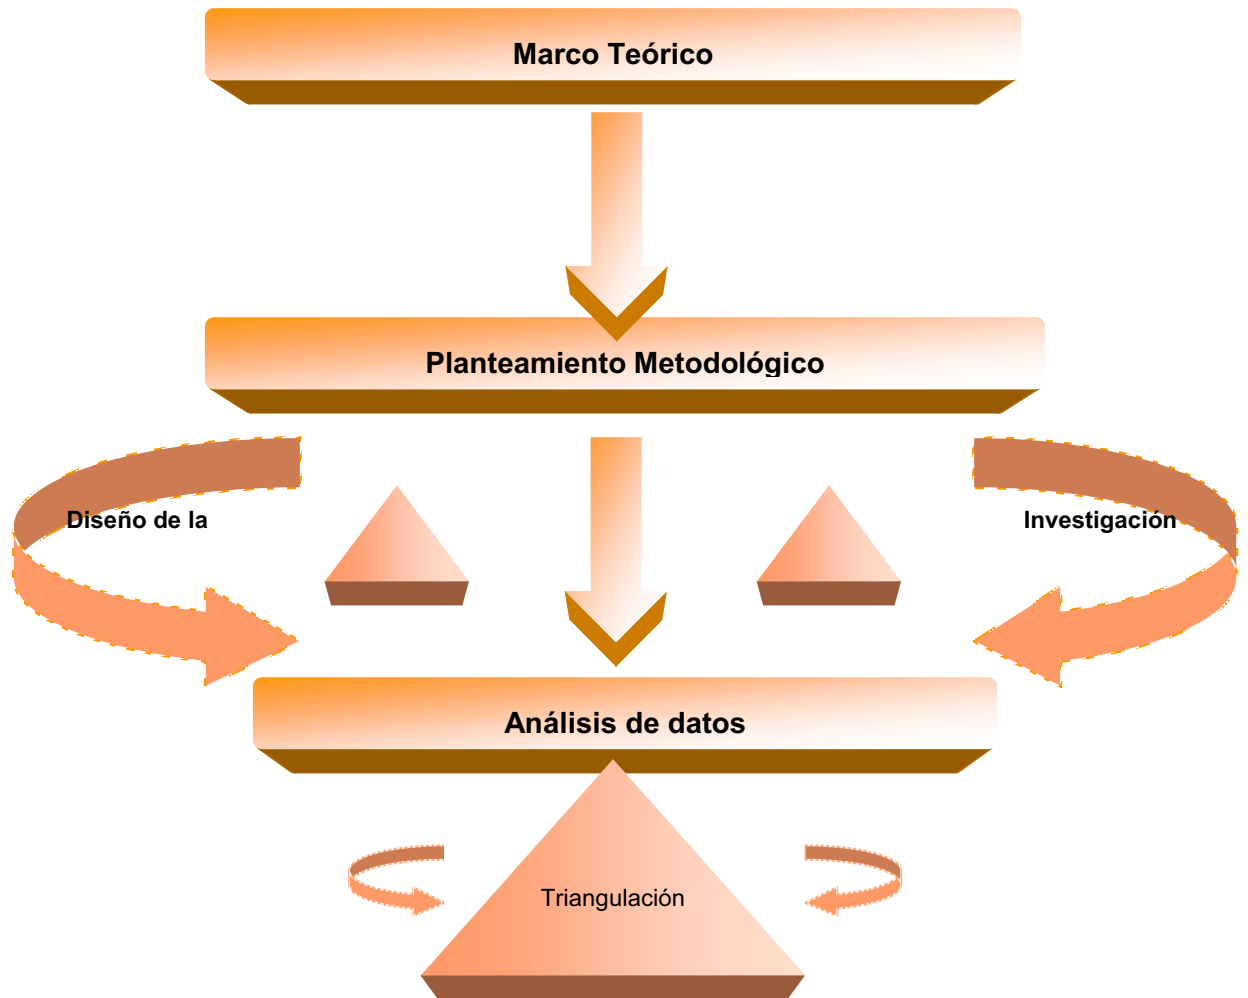 Marco Teórico
Planteamiento Metodológico
Diseño de la
Investigación
Análisis de datos
Triangulación